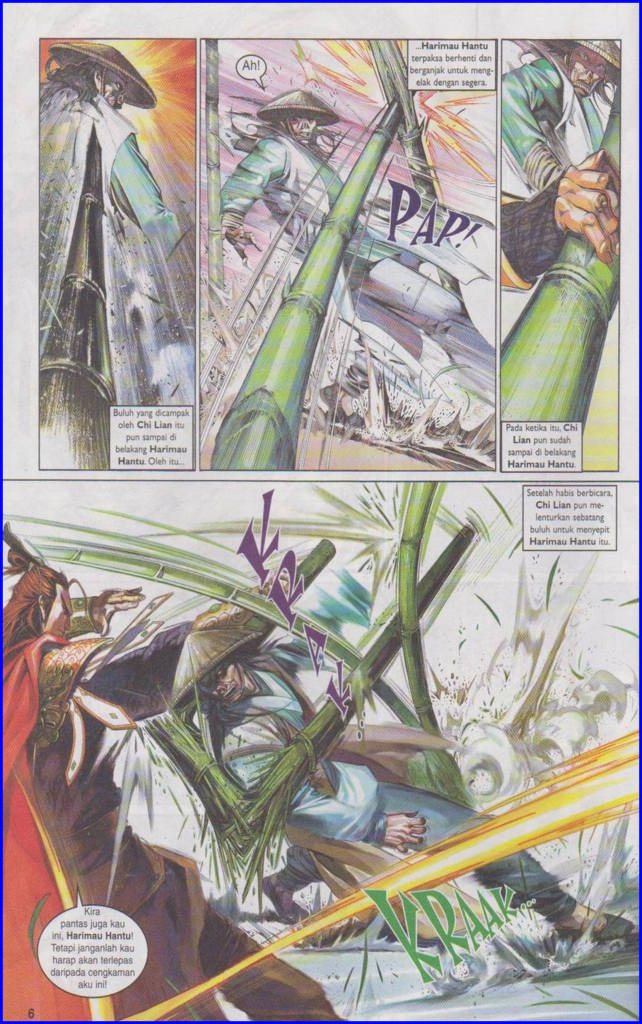 Buluh yang dicampak
oleh Chi Lian itu
pun sampai di
belakang Harimau
Hantu. Oleh itu...
Ah!
...Harimau Hantu
terpaksa berhenti dan
berganjak untuk meng-
elak dengan segera.
PAP!
Pada ketika itu, Chi
Lian pun sudah
sampai di belakang
Harimau Hantu.
Setelah habis berbicara,
Chi Lian pun me-
lenturkan sebatang
buluh untuk menyepit
Harimau Hantu itu.
KRAK...
Kira
pantas juga kau
ini, Harimau Hantu!
Tetapi janganlah kau
harap akan terlepas
daripada cengkaman
aku ini!
KRAAK...
6